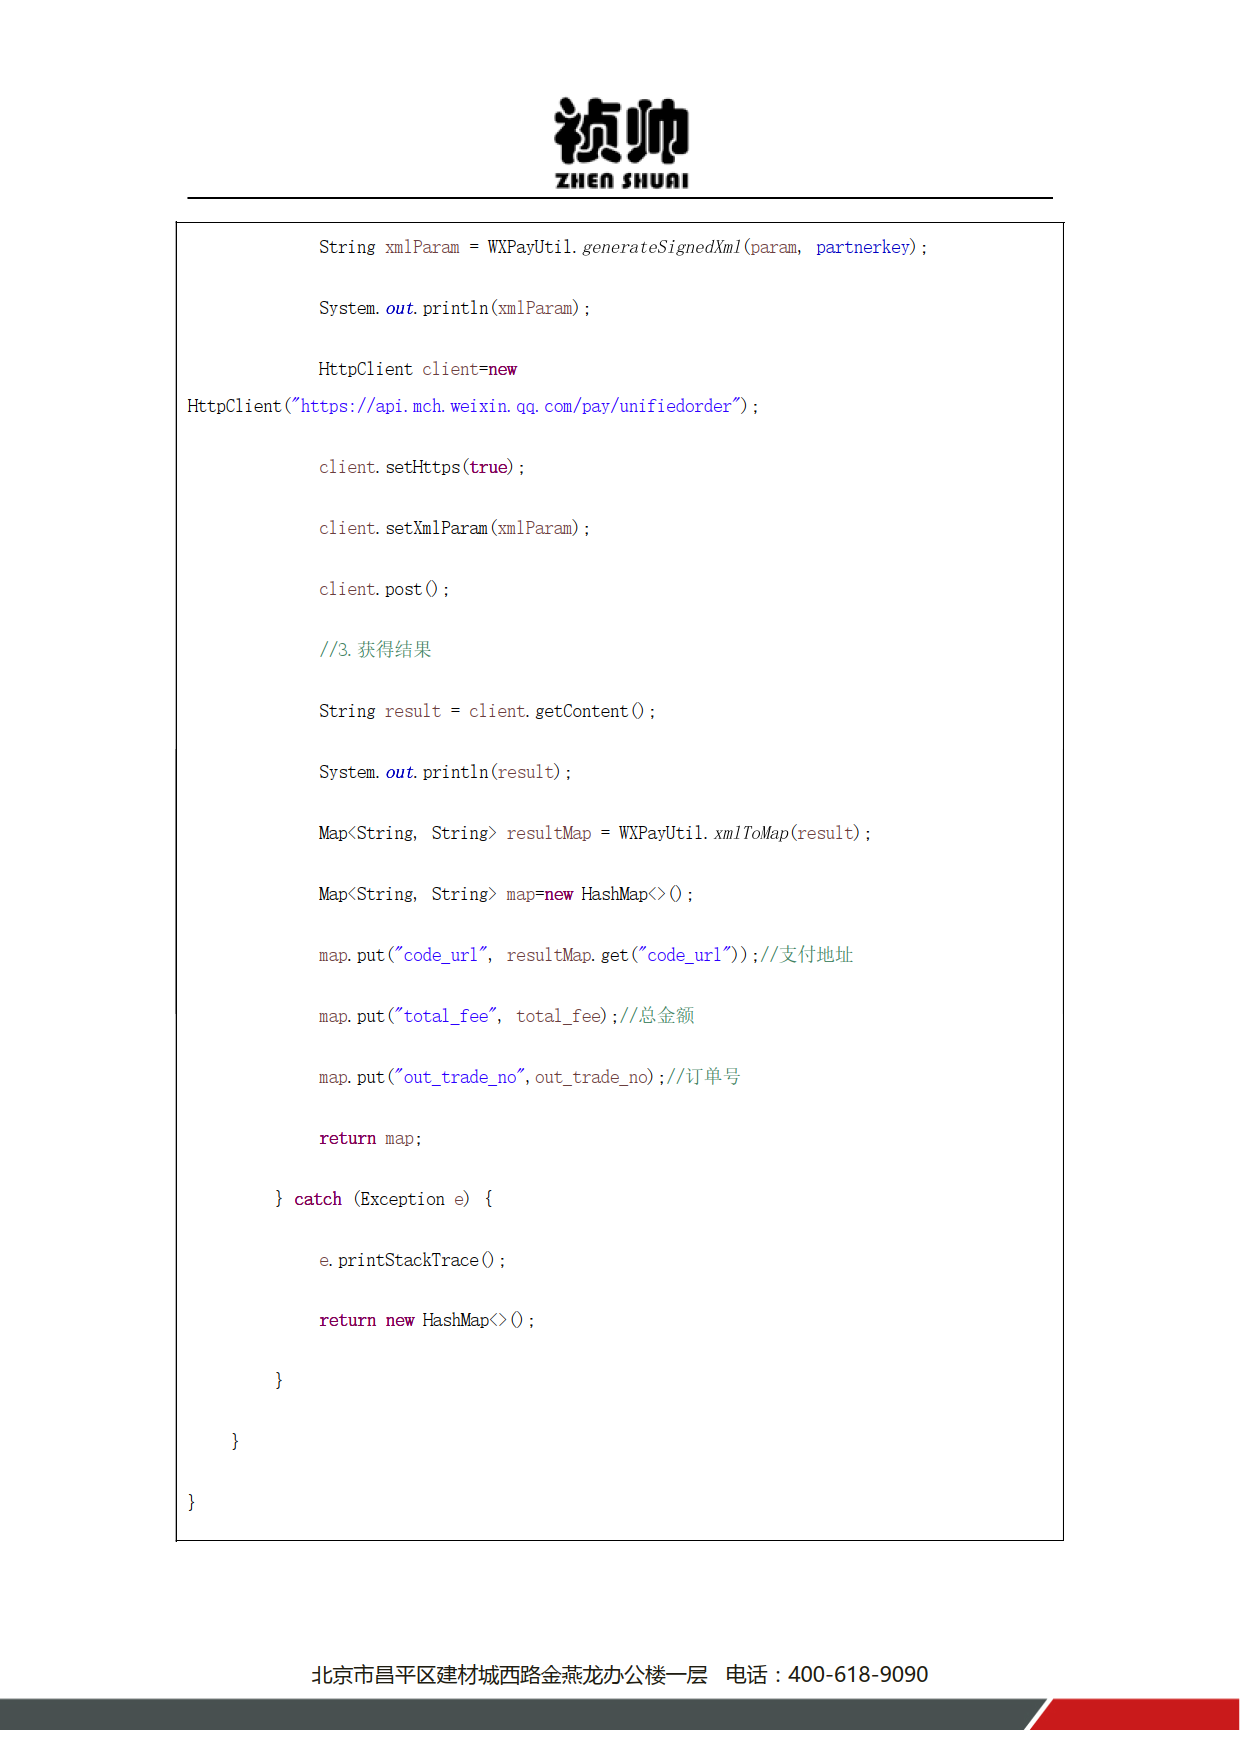 祯帅
ZHEN SHUAI
String xmlParam = WXPayUtil.generateSignedXml(param, partnerkey);
System.out.println(xmlParam);
HttpClient client=new
HttpClient("https://api.mch.weixin.qq.com/pay/unifiedorder");
client.setHttps(true);
client.setXmlParam(xmlParam);
client.post();
//3.获得结果
String result = client.getContent();
System.out.println(result);
Map<String, String> resultMap = WXPayUtil.xmlToMap(result);
Map<String, String> map=new HashMap<>();
map.put("code_url", resultMap.get("code_url"));//支付地址
map.put("total_fee", total_fee);//总金额
map.put("out_trade_no",out_trade_no);//订单号
return map;
} catch (Exception e) {
e.printStackTrace();
return new HashMap<>();
}
}
}
北京市昌平区建材城西路金燕龙办公楼一层 电话：400-618-9090